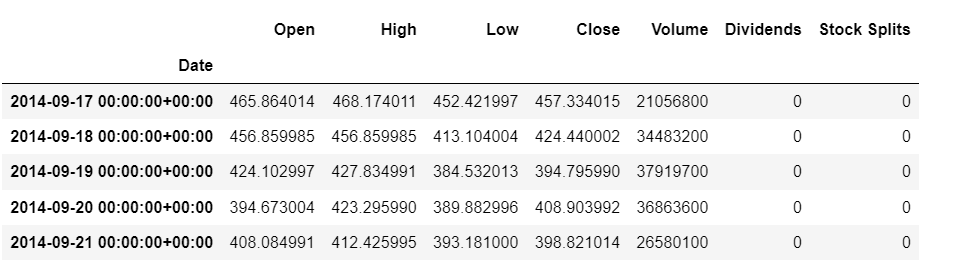 Open High Low Close Volume Dividends Stock Splits
Date
2014-09-17 00:00:00+00:00 465.864014 468.174011 452.421997 457.334015 21056800 0 0
2014-09-18 00:00:00+00:00 456.859985 456.859985 413.104004 424.440002 34483200 0 0
2014-09-19 00:00:00+00:00 424.102997 427.834991 384.532013 394.795990 37919700 0 0
2014-09-20 00:00:00+00:00 394.673004 423.295990 389.882996 408.903992 36863600 0 0
2014-09-21 00:00:00+00:00 408.084991 412.425995 393.181000 398.821014 26580100 0 0